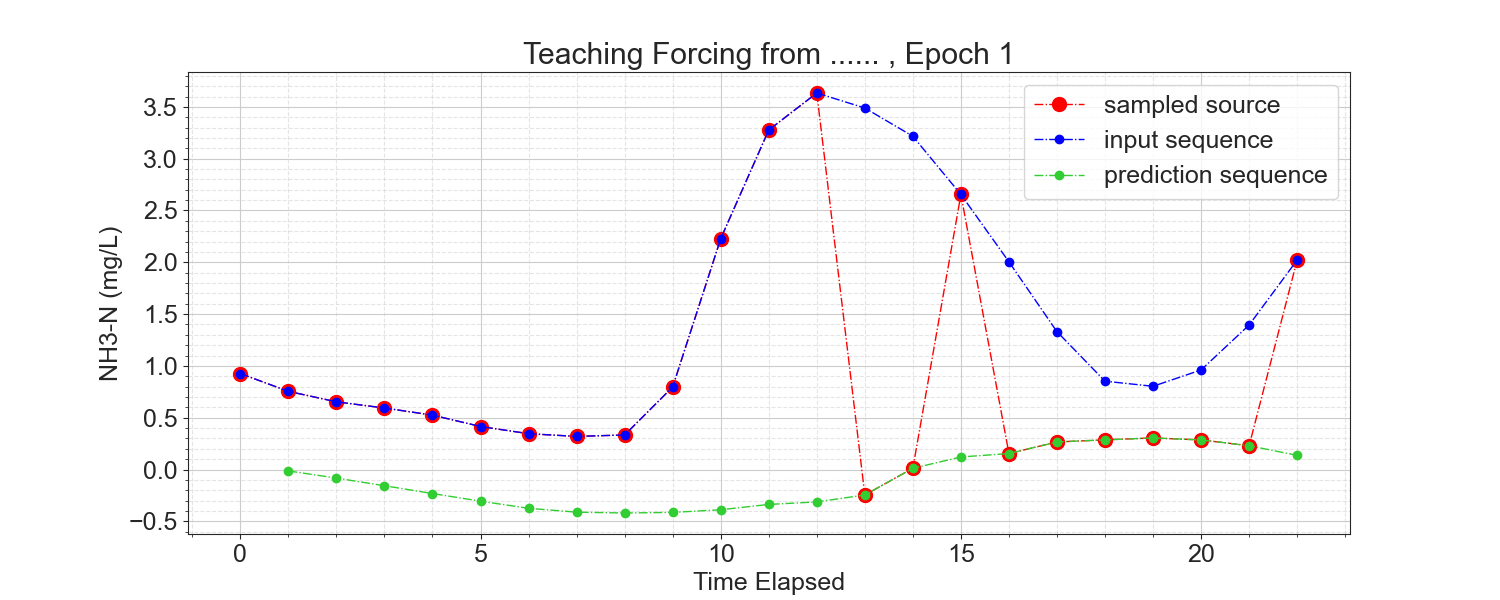 Teaching Forcing from ...... , Epoch 1
sampled source
input sequence
prediction sequence
NH3-N (mg/L)
3.5
3.0
2.5
2.0
1.5
1.0
0.5
0.0
−0.5
0 5 10 15 20
Time Elapsed